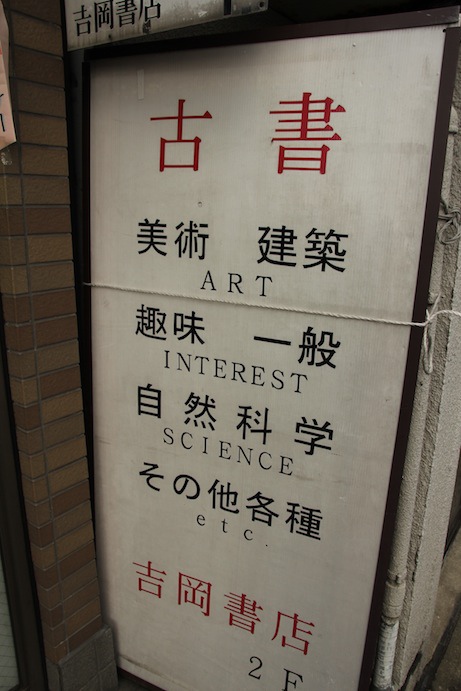 吉岡書店
古書
美術 建築
ART
趣味 一般
INTEREST
自然科学
SCIENCE
その他各種
etc.
吉岡書店
2F